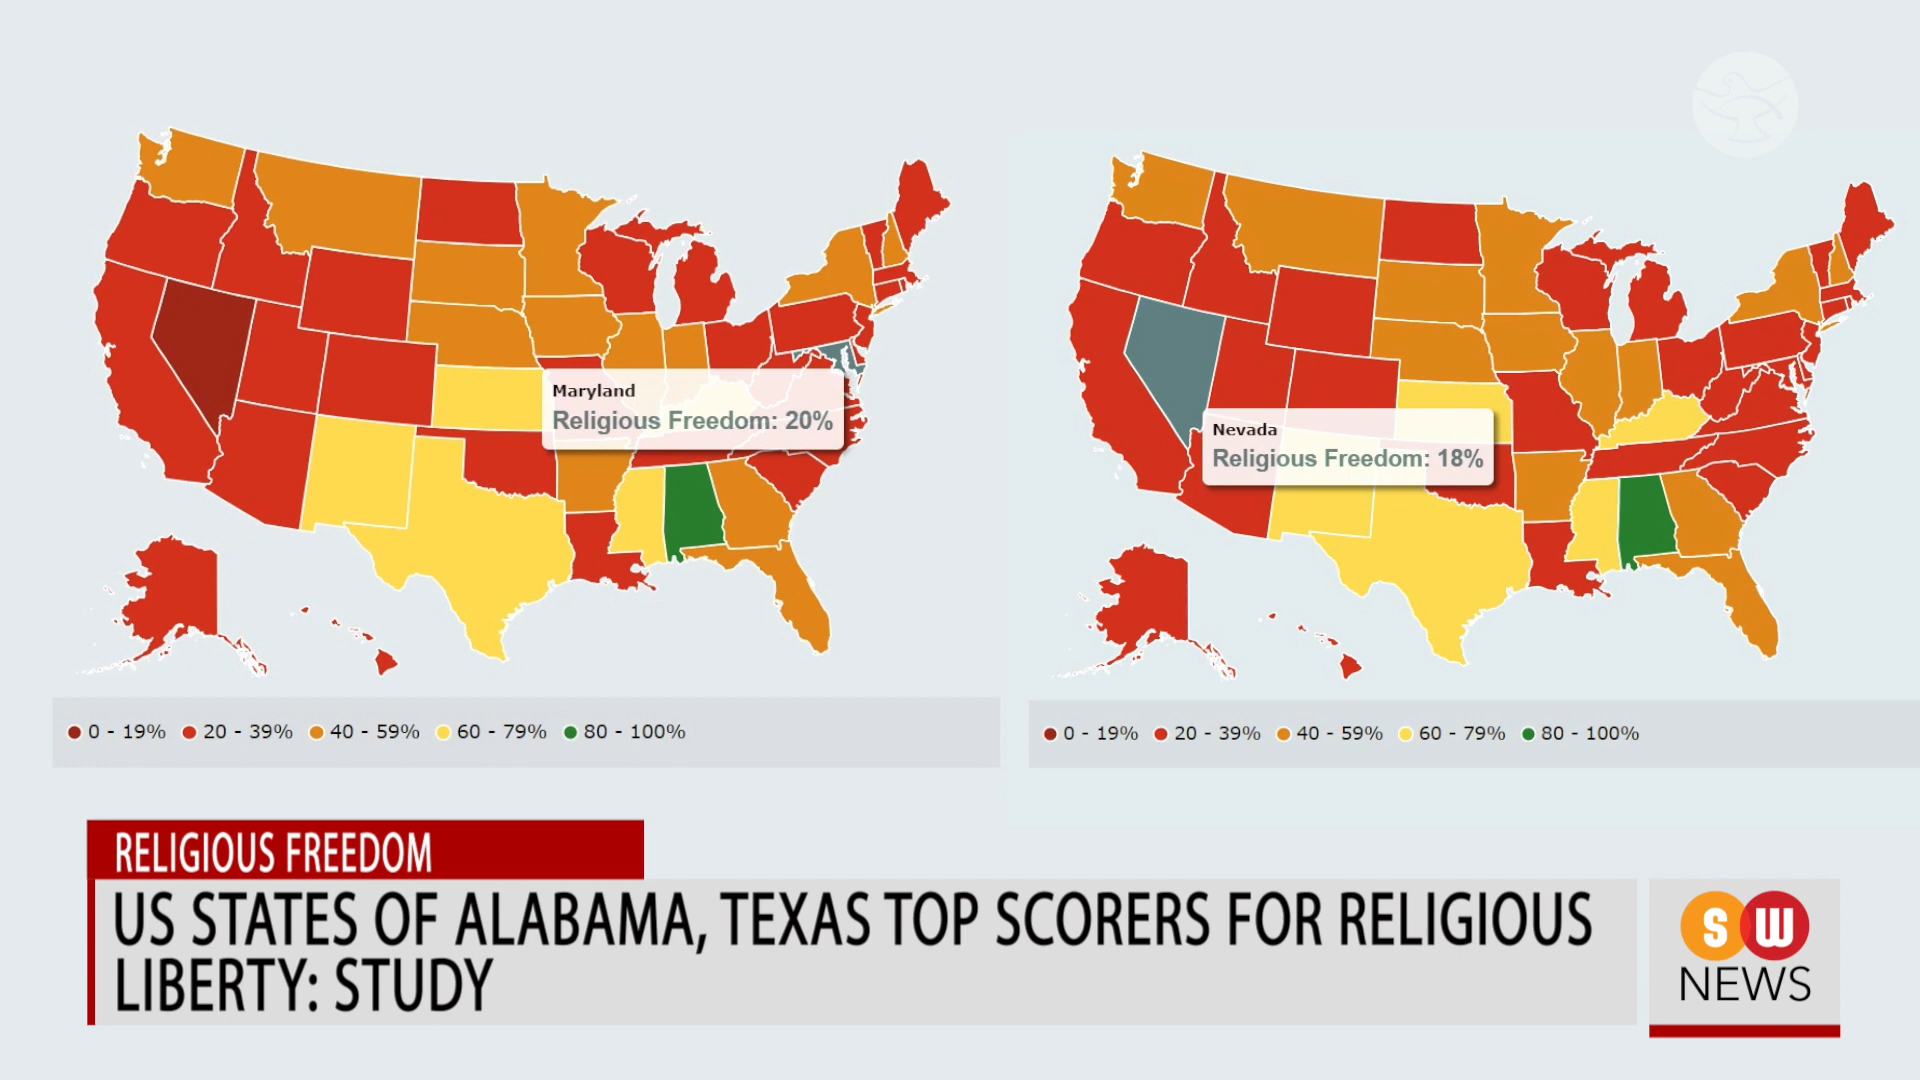 Maryland
Religious Freedom: 20%
Nevada
Religious Freedom: 18%
0 - 19% 20 - 39% 40 - 59% 60 - 79% 80 - 100%
0 - 19% 20 - 39% 40 - 59% 60 - 79% 80 - 100%
RELIGIOUS FREEDOM
US STATES OF ALABAMA, TEXAS TOP SCORERS FOR RELIGIOUS
LIBERTY: STUDY
S W
NEWS